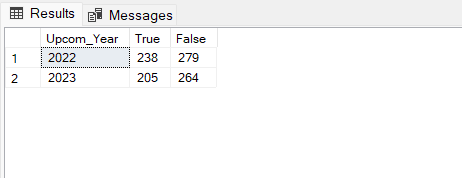 Results Messages
Upcom_Year True False
1 2022 238 279
2 2023 205 264